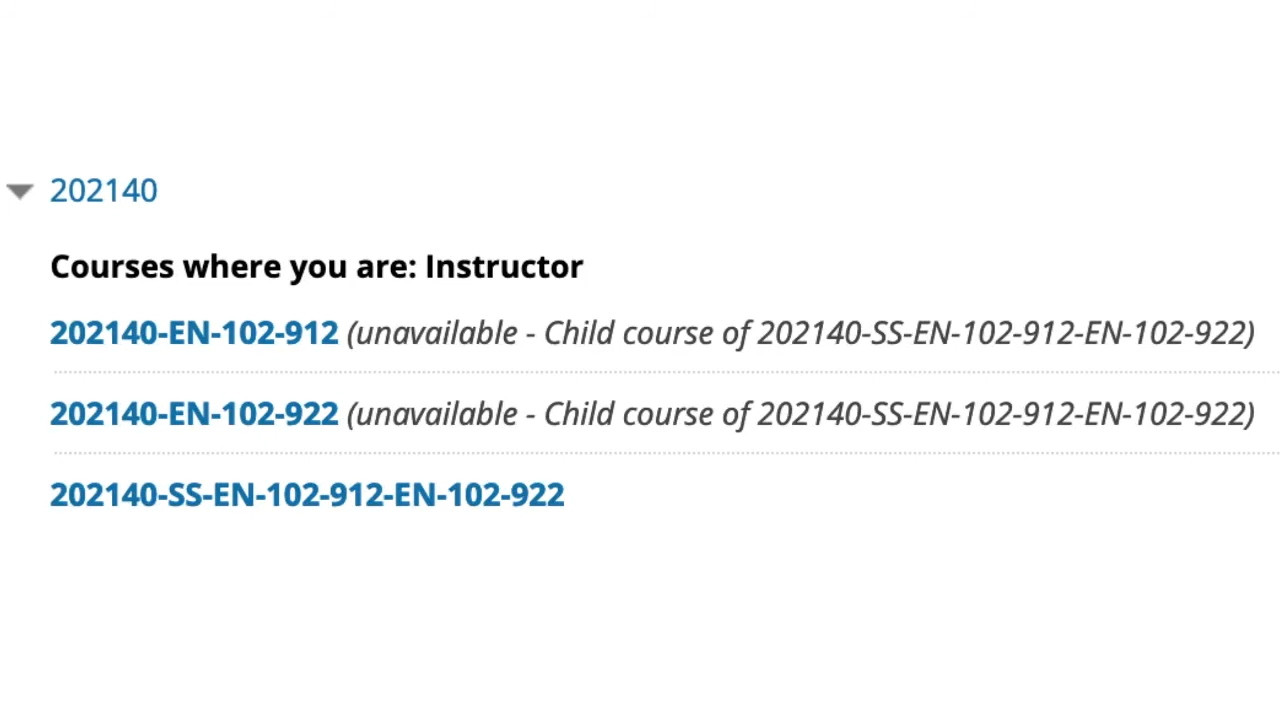 202140
Courses where you are: Instructor
202140-EN-102-912 (unavailable - Child course of 202140-SS-EN-102-912-EN-102-922)
202140-EN-102-922 (unavailable - Child course of 202140-SS-EN-102-912-EN-102-922)
202140-SS-EN-102-912-EN-102-922